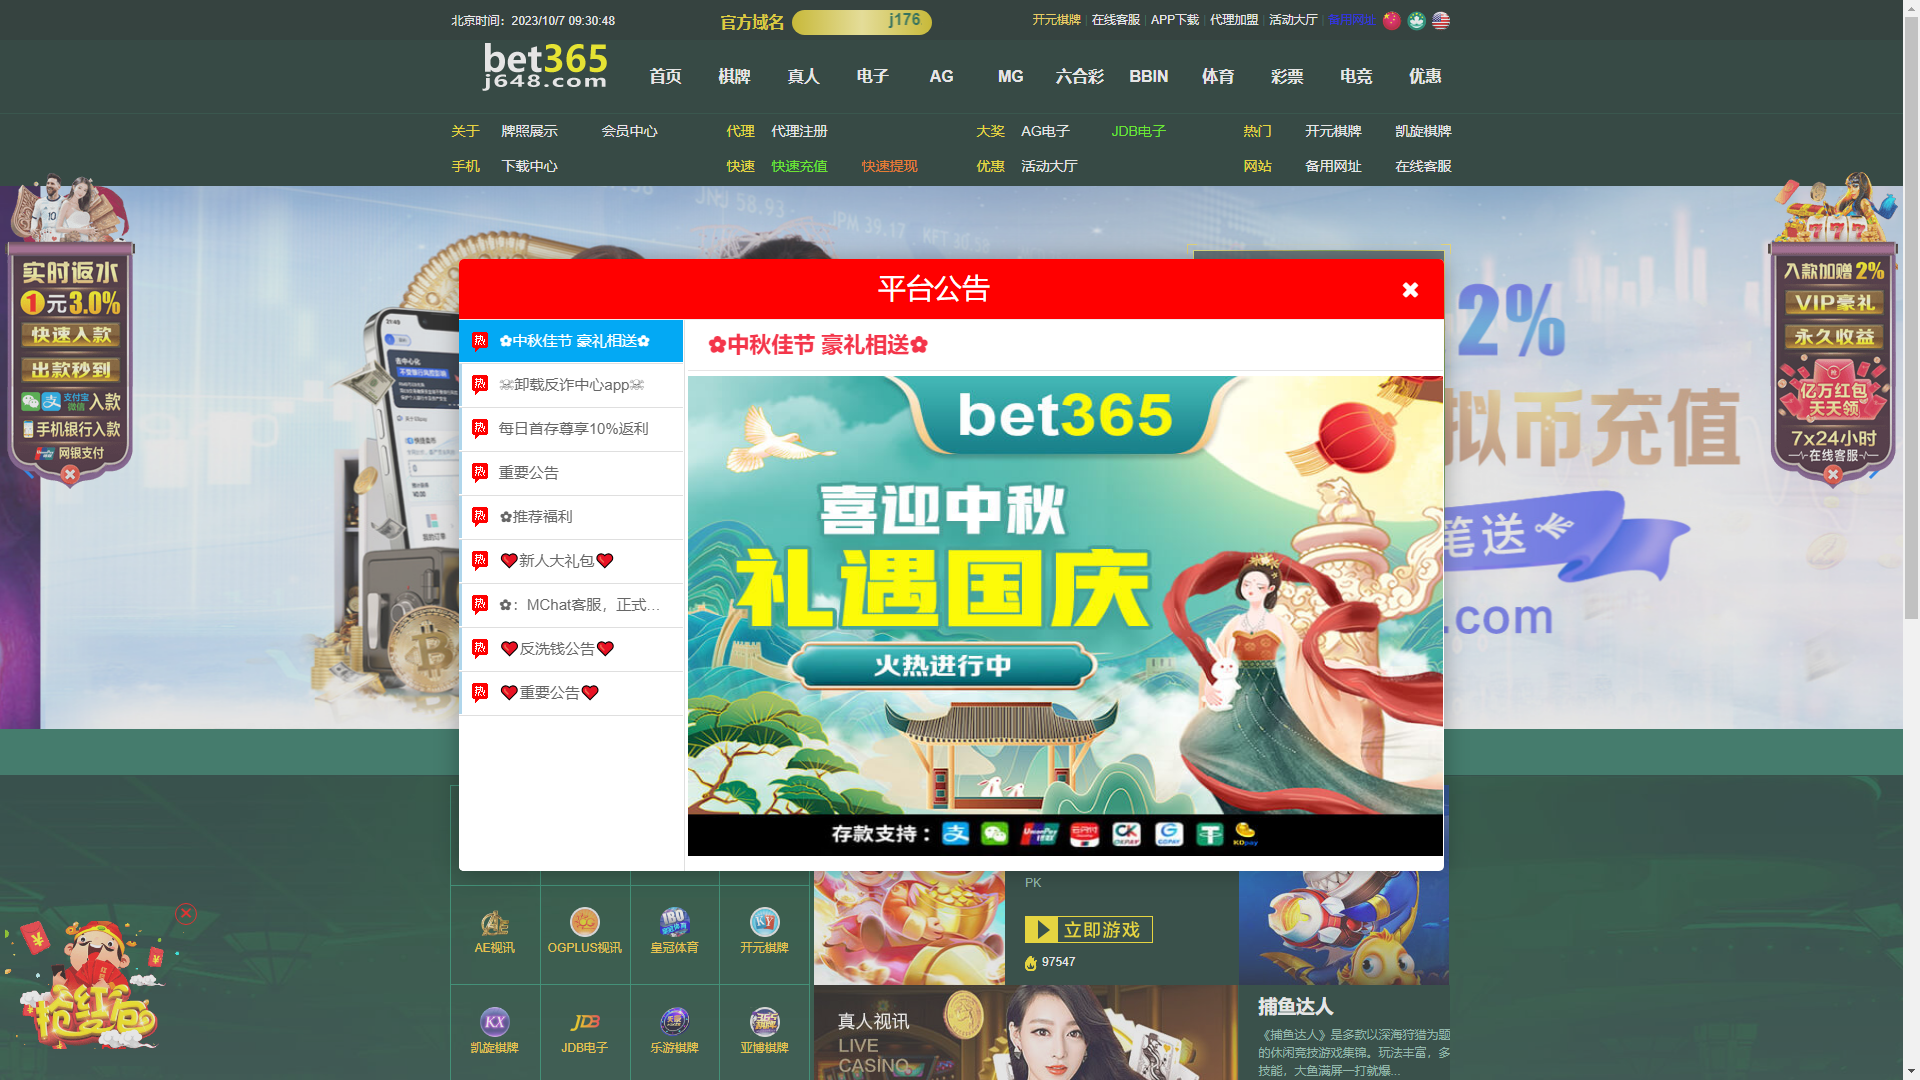 北京时间：2023/10/7 09:30:48
官方域名
j176
开元棋牌 在线客服 APP下载 代理加盟 活动大厅 备用网址
bet365
j648.com
首页 棋牌 真人 电子 AG MG 六合彩 BBIN 体育 彩票 电竞 优惠
关于 牌照展示 会员中心 代理 代理注册 大奖 AG电子 JDB电子 热门 开元棋牌 凯旋棋牌
手机 下载中心 快速 快速充值 快速提现 优惠 活动大厅 网站 备用网址 在线客服
JNJ 58.93
JPM 39.17
KFT 30.58
实时返水
1元3.0%
快速入款
出款秒到
支付宝
微信
入款
手机银行入款
网银支付
入款加赠2%
VIP豪礼
永久收益
亿万红包
天天领
7x24小时
在线客服
2%
拟币充值
笔送
.com
平台公告
✖
热 ✿中秋佳节 豪礼相送✿
热 ☠卸载反诈中心app☠
热 每日首存尊享10%返利
热 重要公告
热 ✿推荐福利
热 ❤新人大礼包❤
热 ✿：MChat客服，正式…
热 ❤反洗钱公告❤
热 ❤重要公告❤
✿中秋佳节 豪礼相送✿
bet365
喜迎中秋
礼遇国庆
火热进行中
存款支持：
PK
立即游戏
97547
AE视讯 OGPLUS视讯 皇冠体育 开元棋牌
凯旋棋牌 JDB电子 乐游棋牌 亚博棋牌
抢红包
真人视讯
LIVE
CASINO
捕鱼达人
《捕鱼达人》是多款以深海狩猎为题
的休闲竞技游戏集锦。玩法丰富，多
技能，大鱼满屏一打就爆...